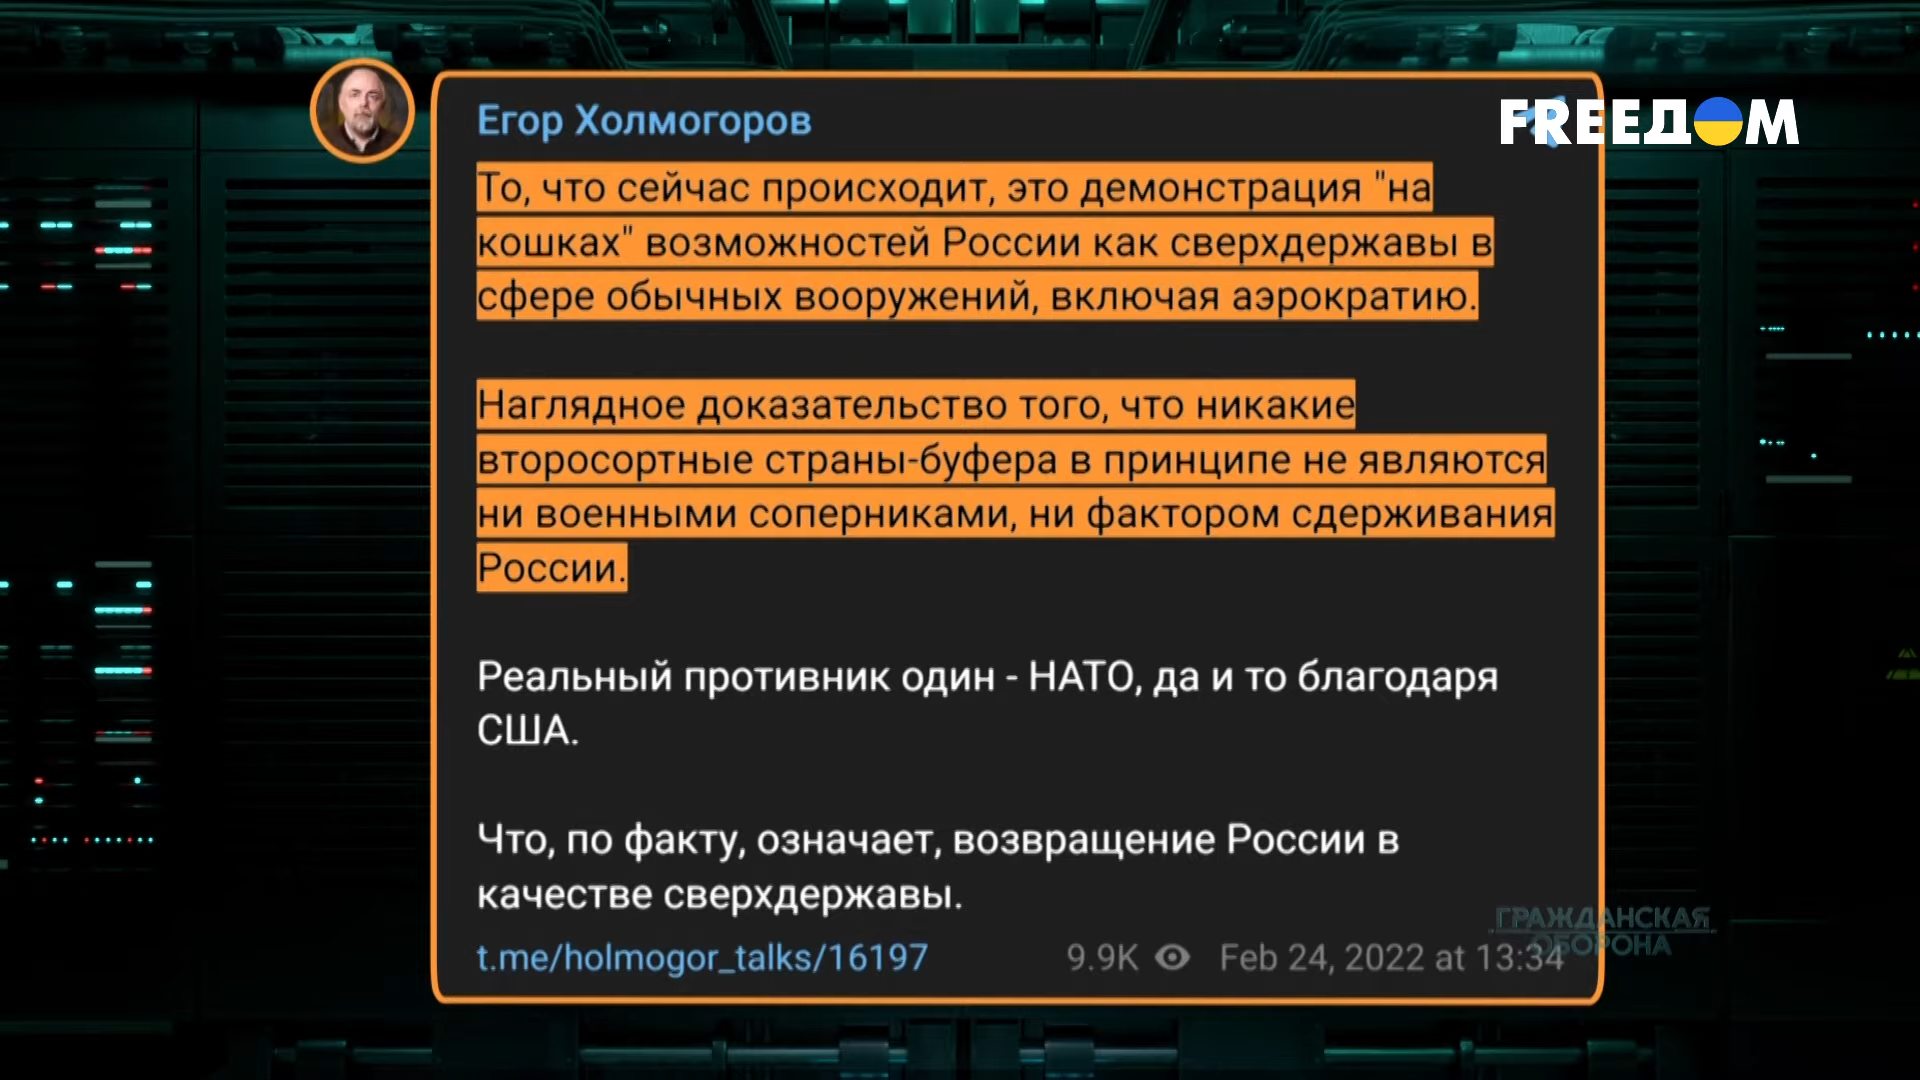 Егор Холмогоров
FREEДОM
То, что сейчас происходит, это демонстрация "на
кошках" возможностей России как сверхдержавы в
сфере обычных вооружений, включая аэрократию.
Наглядное доказательство того, что никакие
второсортные страны-буфера в принципе не являются
ни военными соперниками, ни фактором сдерживания
России.
Реальный противник один - НАТО, да и то благодаря
США.
Что, по факту, означает, возвращение России в
качестве сверхдержавы.
ГРАЖДАНСКАЯ
ОБОРОНА
t.me/holmogor_talks/16197 9.9K Feb 24, 2022 at 13:34